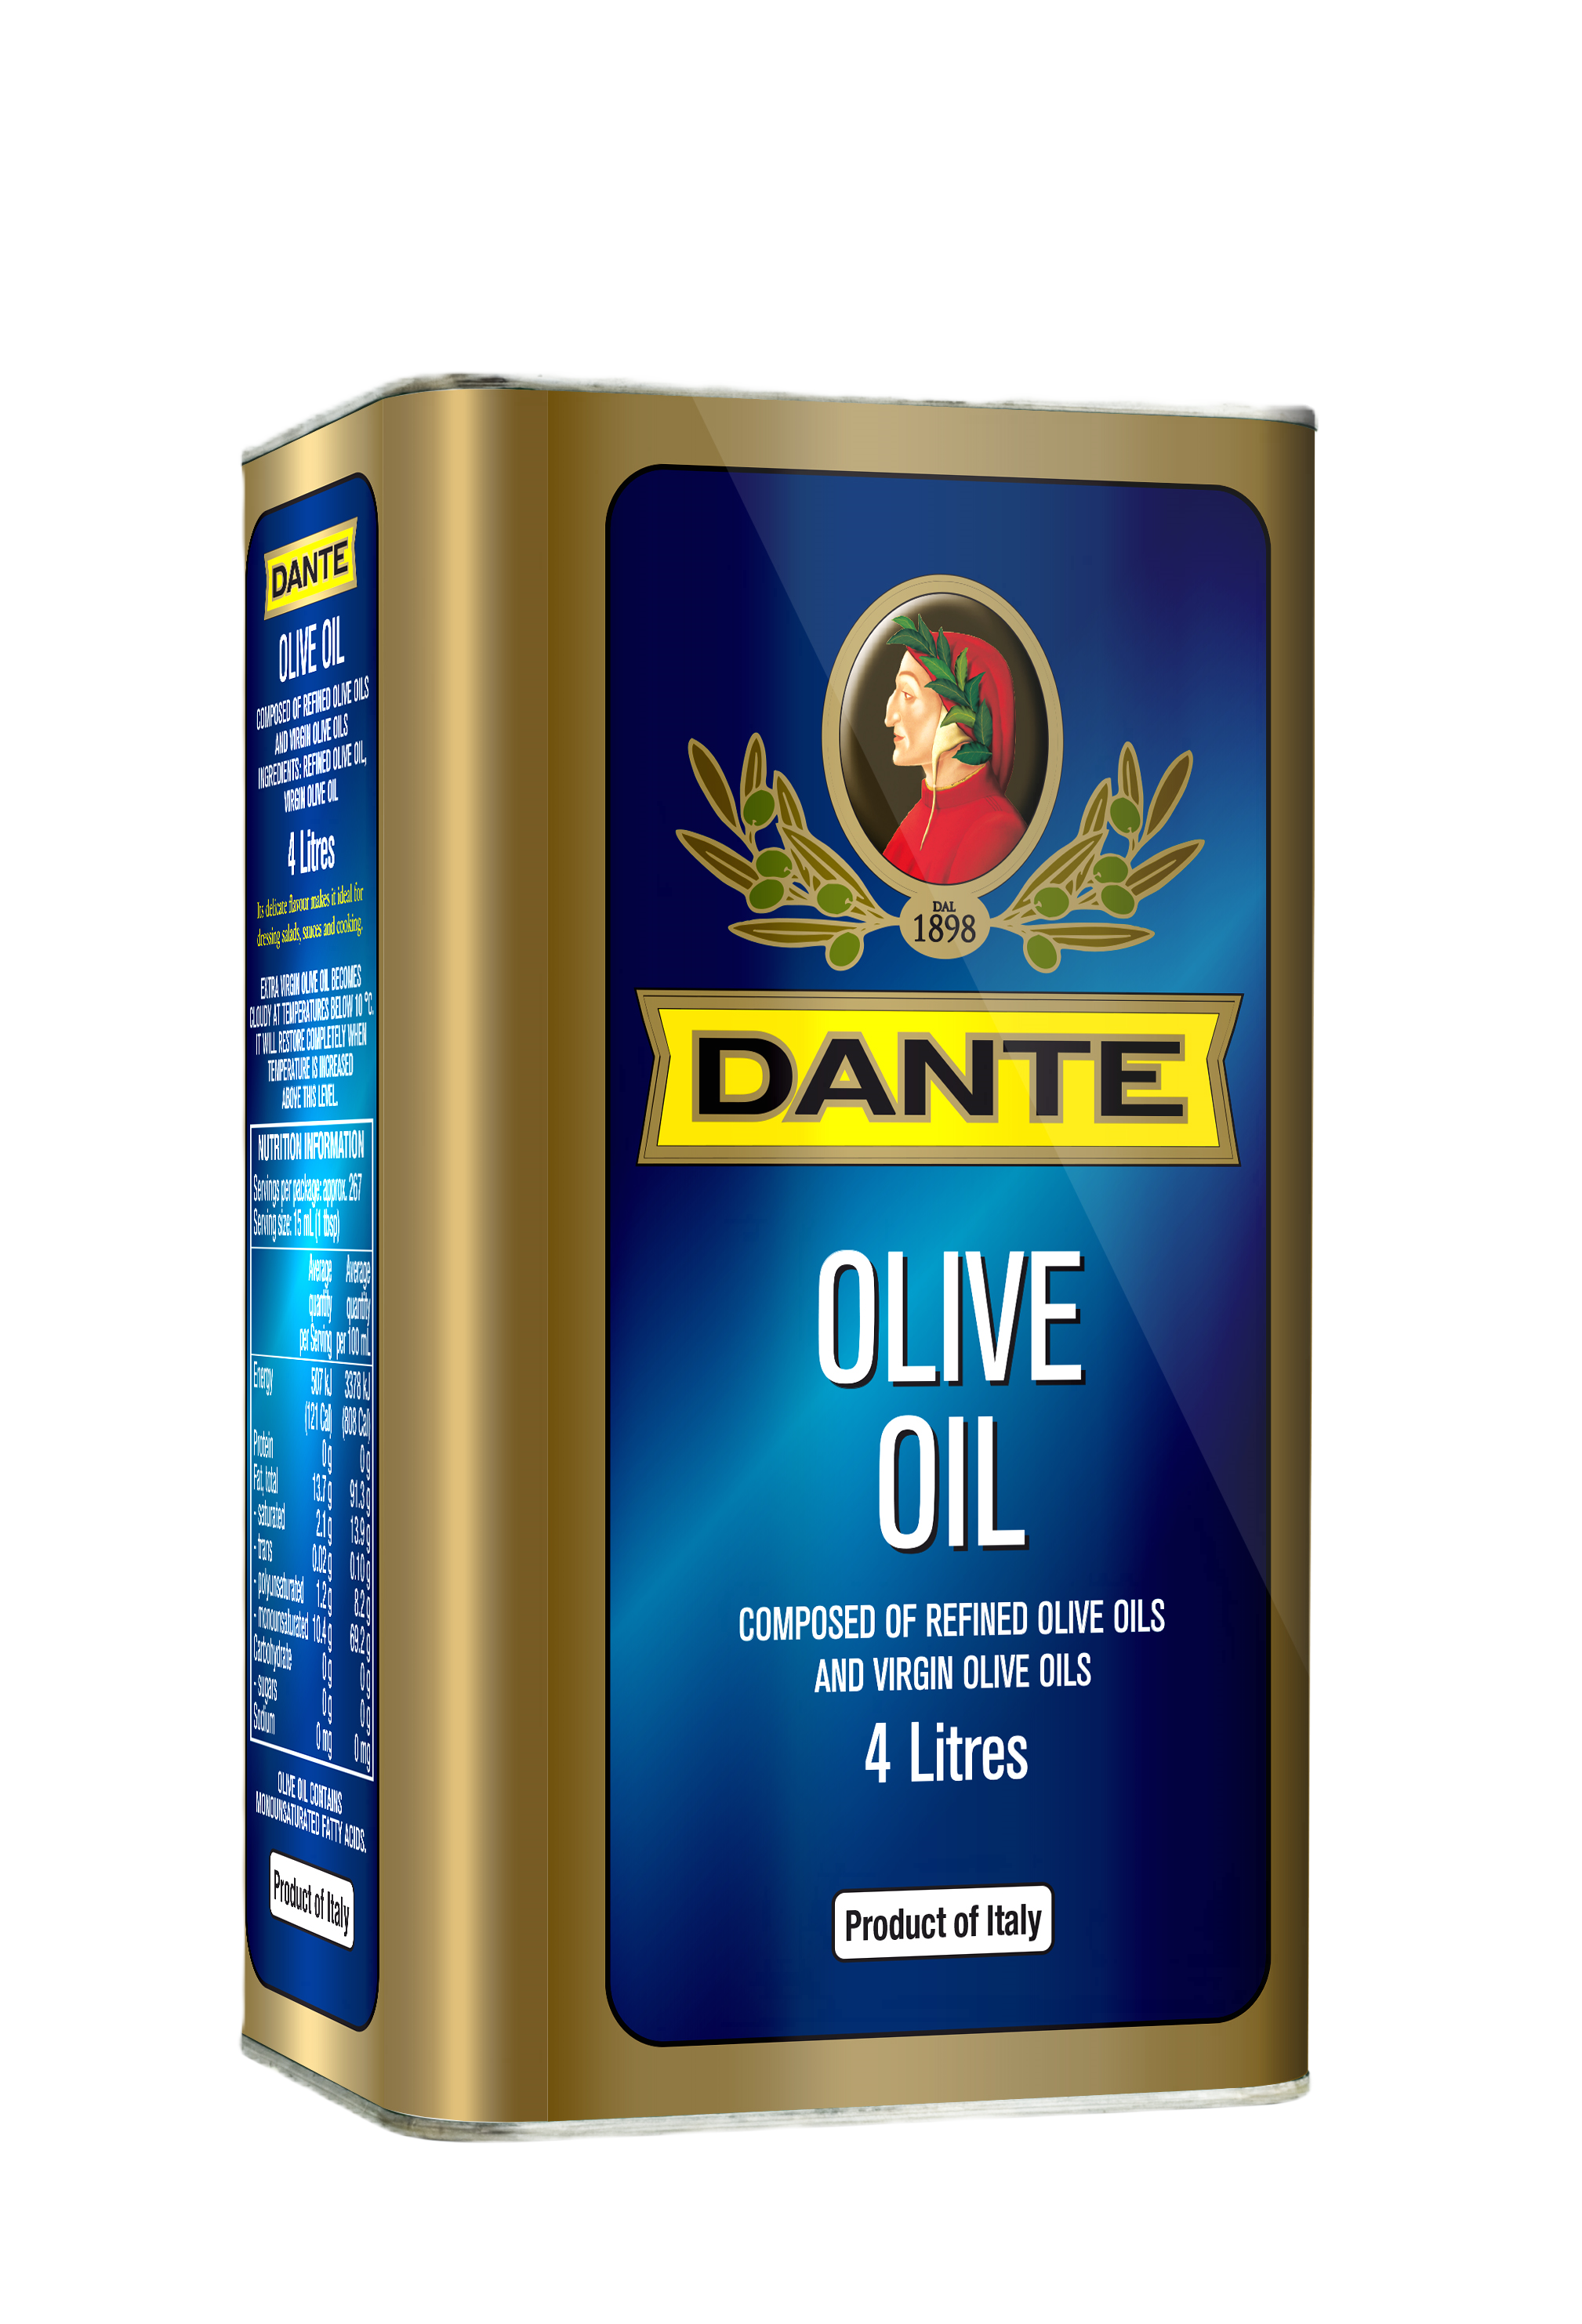 DANTE
OLIVE OIL
COMPOSED OF REFINED OLIVE OILS
AND VIRGIN OLIVE OILS
INGREDIENTS: REFINED OLIVE OIL,
VIRGIN OLIVE OIL
4 Litres
Its delicate flavour makes it ideal for
dressing salads, sauces and cooking.
EXTRA VIRGIN OLIVE OIL BECOMES
CLOUDY AT TEMPERATURES BELOW 10 °C.
IT WILL RESTORE COMPLETELY WHEN
TEMPERATURE IS INCREASED
ABOVE THIS LEVEL.
NUTRITION INFORMATION
Servings per package: approx. 267
Serving size: 15 mL (1 tbsp)
Average Average
quantity quantity
per Serving per 100 mL
Energy 507 kJ 3378 kJ
(121 Cal) (808 Cal)
Protein 0 g 0 g
Fat, total 13.7 g 91.3 g
- saturated 2.1 g 13.9 g
- trans 0.02 g 0.10 g
- polyunsaturated 1.2 g 8.2 g
- monounsaturated 10.4 g 69.2 g
Carbohydrate 0 g 0 g
- sugars 0 g 0 g
Sodium 0 mg 0 mg
OLIVE OIL CONTAINS
MONOUNSATURATED FATTY ACIDS.
Product of Italy
DAL
1898
DANTE
OLIVE
OIL
COMPOSED OF REFINED OLIVE OILS
AND VIRGIN OLIVE OILS
4 Litres
Product of Italy